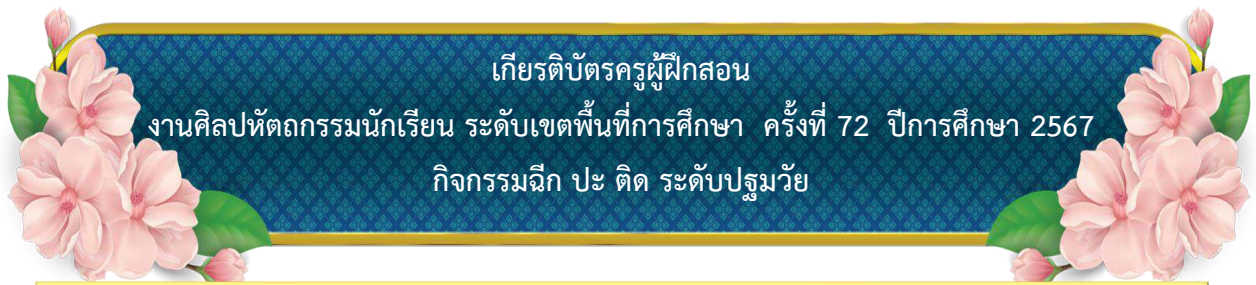 เกียรติบัตรครูผู้ฝึกสอน
งานศิลปหัตถกรรมนักเรียน ระดับเขตพื้นที่การศึกษา ครั้งที่ 72 ปีการศึกษา 2567
กิจกรรมฉีก ปะ ติด ระดับปฐมวัย